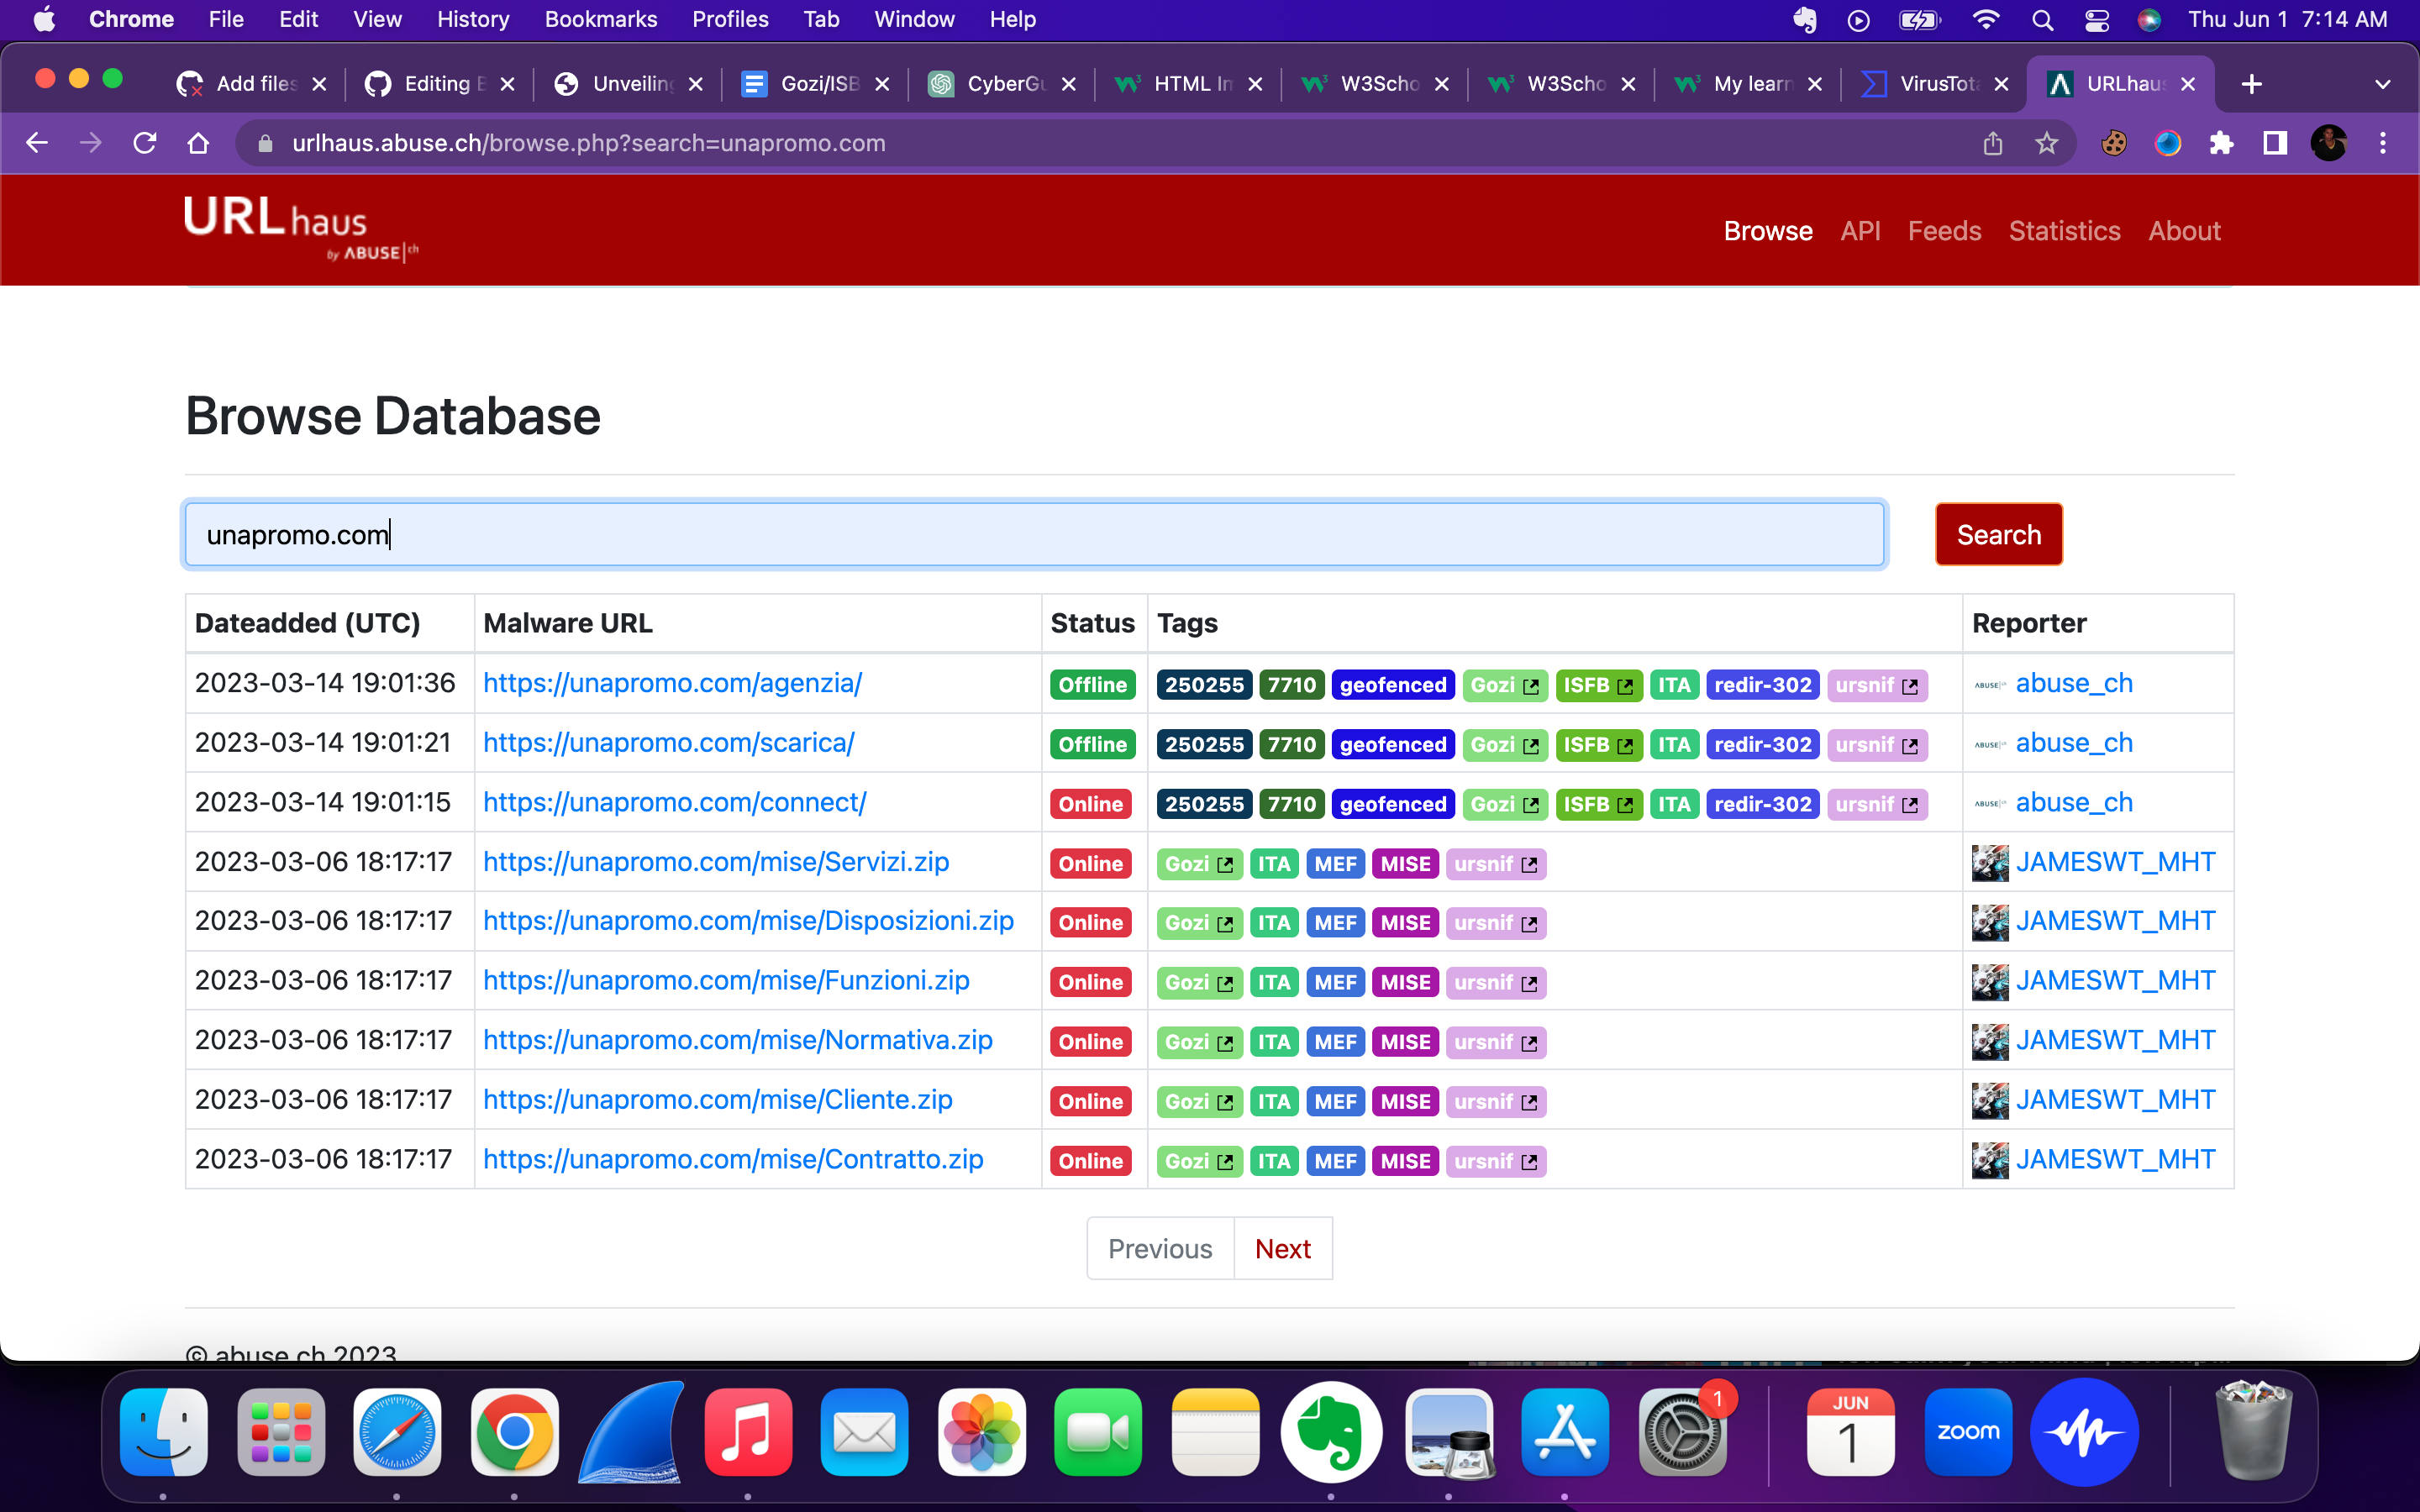 Chrome File Edit View History Bookmarks Profiles Tab Window Help Thu Jun 1 7:14 AM
Add files Editing Unveiling Gozi/ISB CyberGu HTML In W3Scho W3Scho My learn VirusTota URLhaus
urlhaus.abuse.ch/browse.php?search=unapromo.com
URLhaus
by ABUSE|ch
Browse API Feeds Statistics About
Browse Database
unapromo.com Search
Dateadded (UTC) Malware URL Status Tags Reporter
2023-03-14 19:01:36 https://unapromo.com/agenzia/ Offline 250255 7710 geofenced Gozi ISFB ITA redir-302 ursnif abuse_ch
2023-03-14 19:01:21 https://unapromo.com/scarica/ Offline 250255 7710 geofenced Gozi ISFB ITA redir-302 ursnif abuse_ch
2023-03-14 19:01:15 https://unapromo.com/connect/ Online 250255 7710 geofenced Gozi ISFB ITA redir-302 ursnif abuse_ch
2023-03-06 18:17:17 https://unapromo.com/mise/Servizi.zip Online Gozi ITA MEF MISE ursnif JAMESWT_MHT
2023-03-06 18:17:17 https://unapromo.com/mise/Disposizioni.zip Online Gozi ITA MEF MISE ursnif JAMESWT_MHT
2023-03-06 18:17:17 https://unapromo.com/mise/Funzioni.zip Online Gozi ITA MEF MISE ursnif JAMESWT_MHT
2023-03-06 18:17:17 https://unapromo.com/mise/Normativa.zip Online Gozi ITA MEF MISE ursnif JAMESWT_MHT
2023-03-06 18:17:17 https://unapromo.com/mise/Cliente.zip Online Gozi ITA MEF MISE ursnif JAMESWT_MHT
2023-03-06 18:17:17 https://unapromo.com/mise/Contratto.zip Online Gozi ITA MEF MISE ursnif JAMESWT_MHT
Previous Next
© abuse.ch 2023
1
JUN
1
zoom